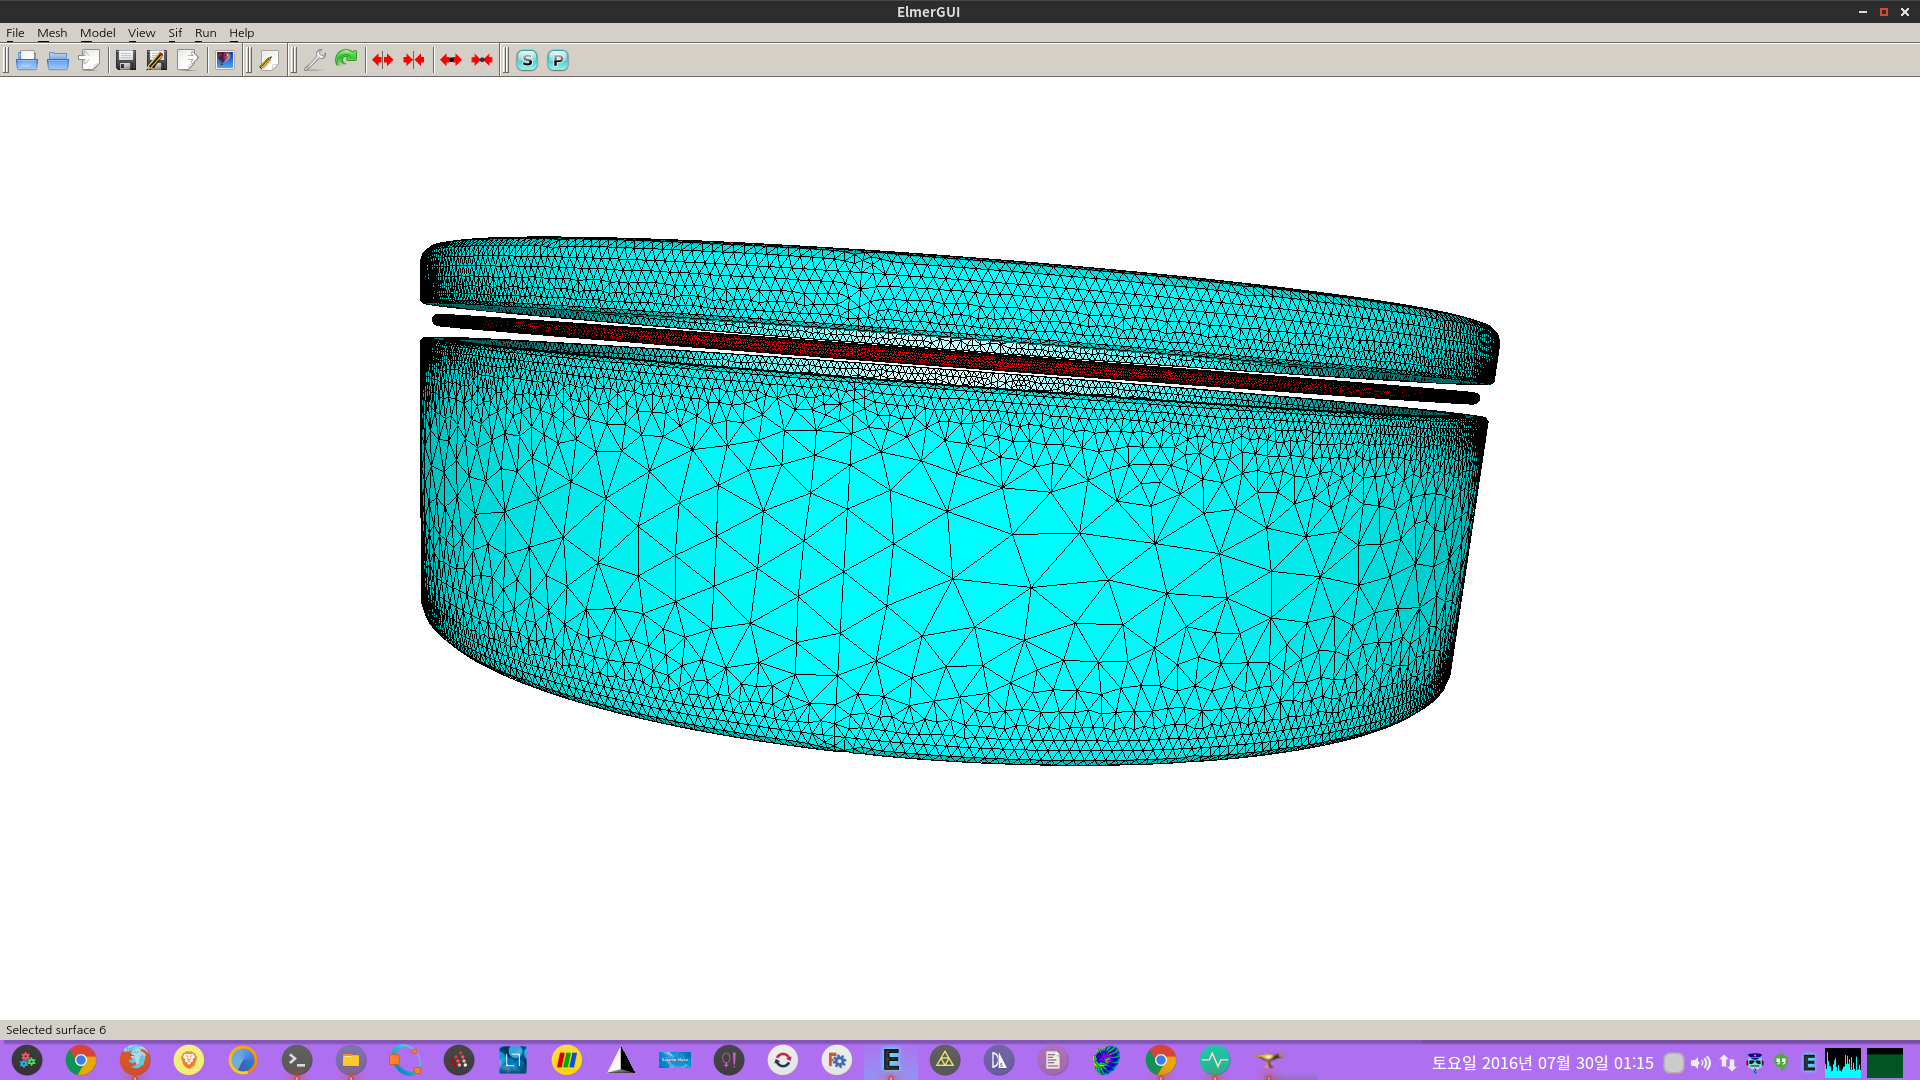 ElmerGUI
File Mesh Model View Sif Run Help
S P
Selected surface 6
E
토요일 2016년 07월 30일 01:15
E